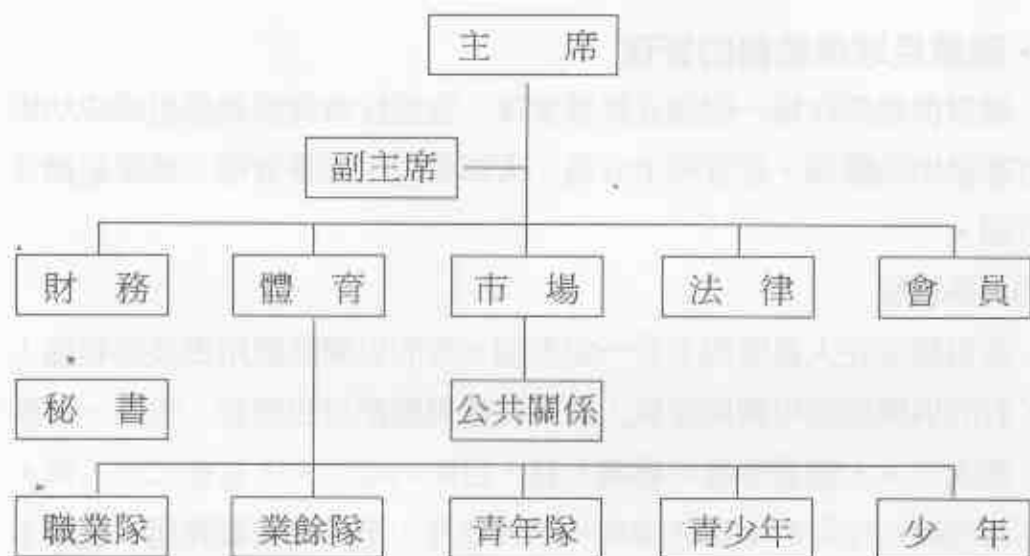 主 席
副主席
財 務 體 育 市 場 法 律 會 員
秘 書 公共關係
職業隊 業餘隊 青年隊 青少年 少 年